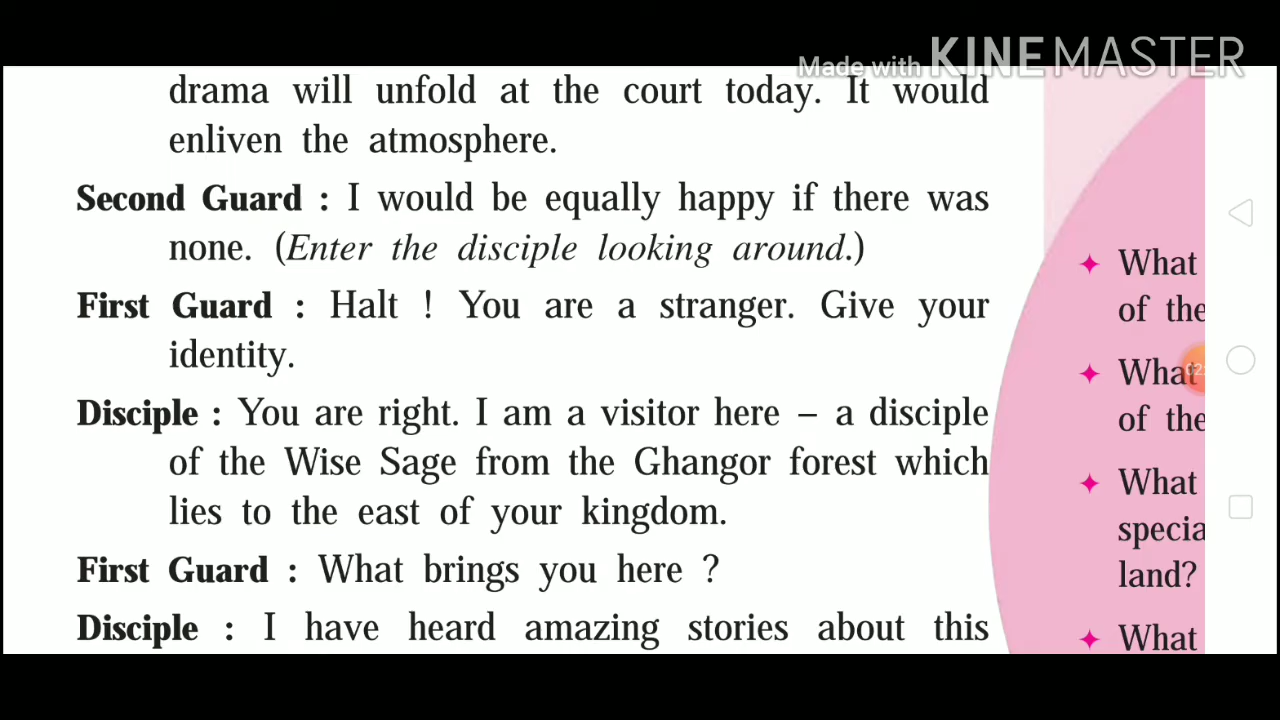 Made with KINEMASTER
drama will unfold at the court today. It would
enliven the atmosphere.
Second Guard : I would be equally happy if there was
none. (Enter the disciple looking around.)
First Guard : Halt ! You are a stranger. Give your
identity.
Disciple : You are right. I am a visitor here – a disciple
of the Wise Sage from the Ghangor forest which
lies to the east of your kingdom.
First Guard : What brings you here ?
Disciple : I have heard amazing stories about this
What
of the
What
of the
What
specia
land?
What